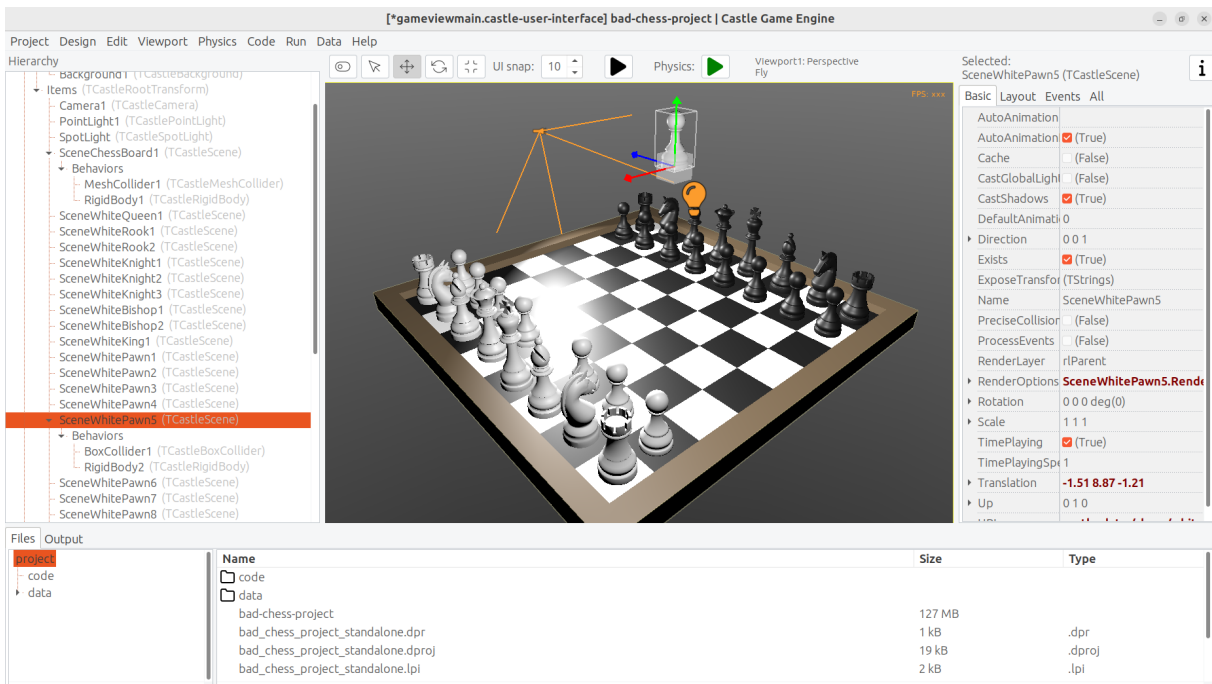 [*gameviewmain.castle-user-interface] bad-chess-project | Castle Game Engine
Project Design Edit Viewport Physics Code Run Data Help
Hierarchy
Background1 (TCastleBackground)
Items (TCastleRootTransform)
Camera1 (TCastleCamera)
PointLight1 (TCastlePointLight)
SpotLight (TCastleSpotLight)
SceneChessBoard1 (TCastleScene)
Behaviors
MeshCollider1 (TCastleMeshCollider)
RigidBody1 (TCastleRigidBody)
SceneWhiteQueen1 (TCastleScene)
SceneWhiteRook1 (TCastleScene)
SceneWhiteRook2 (TCastleScene)
SceneWhiteKnight1 (TCastleScene)
SceneWhiteKnight2 (TCastleScene)
SceneWhiteKnight3 (TCastleScene)
SceneWhiteBishop1 (TCastleScene)
SceneWhiteBishop2 (TCastleScene)
SceneWhiteKing1 (TCastleScene)
SceneWhitePawn1 (TCastleScene)
SceneWhitePawn2 (TCastleScene)
SceneWhitePawn3 (TCastleScene)
SceneWhitePawn4 (TCastleScene)
SceneWhitePawn5 (TCastleScene)
Behaviors
BoxCollider1 (TCastleBoxCollider)
RigidBody2 (TCastleRigidBody)
SceneWhitePawn6 (TCastleScene)
SceneWhitePawn7 (TCastleScene)
SceneWhitePawn8 (TCastleScene)
UI snap: 10
Physics:
Viewport1: Perspective
Fly
FPS: xxx
Selected:
SceneWhitePawn5 (TCastleScene)
i
Basic Layout Events All
AutoAnimation
AutoAnimation (True)
Cache (False)
CastGlobalLight (False)
CastShadows (True)
DefaultAnimati 0
Direction 0 0 1
Exists (True)
ExposeTransfor (TStrings)
Name SceneWhitePawn5
PreciseCollision (False)
ProcessEvents (False)
RenderLayer rlParent
RenderOptions SceneWhitePawn5.Rende
Rotation 0 0 0 deg(0)
Scale 1 1 1
TimePlaying (True)
TimePlayingSpe 1
Translation -1.51 8.87 -1.21
Up 0 1 0
Files Output
project
code
data
Name Size Type
code
data
bad-chess-project 127 MB
bad_chess_project_standalone.dpr 1 kB .dpr
bad_chess_project_standalone.dproj 19 kB .dproj
bad_chess_project_standalone.lpi 2 kB .lpi